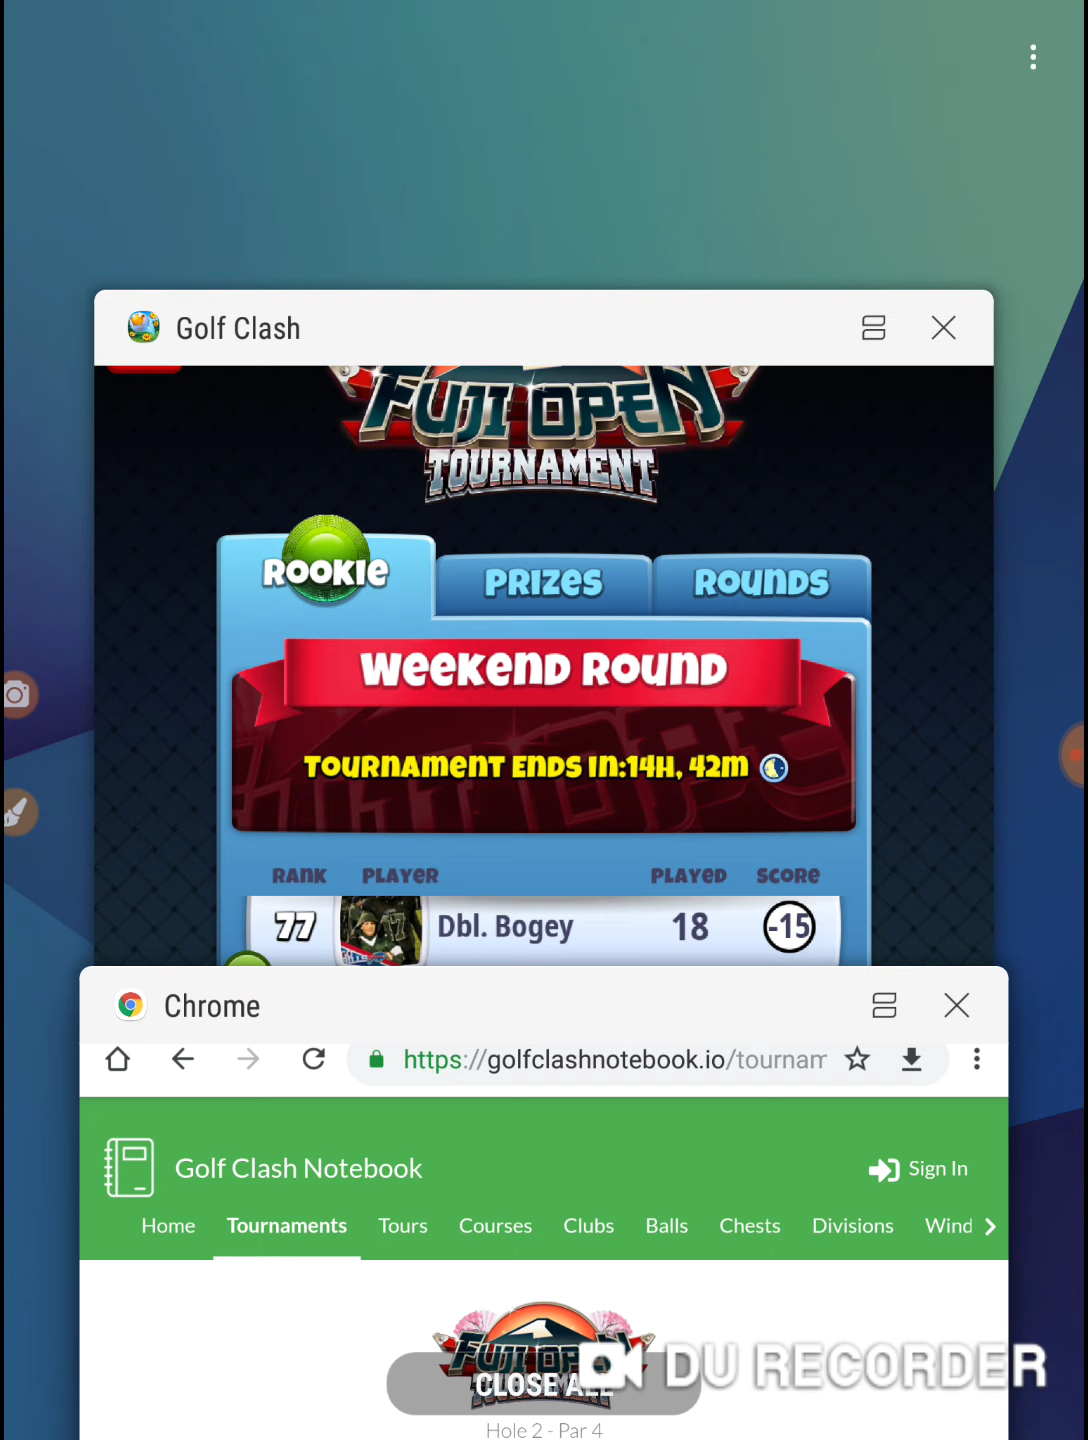 Golf Clash
FUJI OPEN
TOURNAMENT
ROOKIE
PRIZES
ROUNDS
WEEKEND ROUND
TOURNAMENT ENDS IN:14H, 42M
RANK PLAYER PLAYED SCORE
77 Dbl. Bogey 18 -15
Chrome
https://golfclashnotebook.io/tournam
Golf Clash Notebook
Sign In
Home Tournaments Tours Courses Clubs Balls Chests Divisions Wind
FUJI OPEN
CLOSE ALL
DU RECORDER
Hole 2 - Par 4